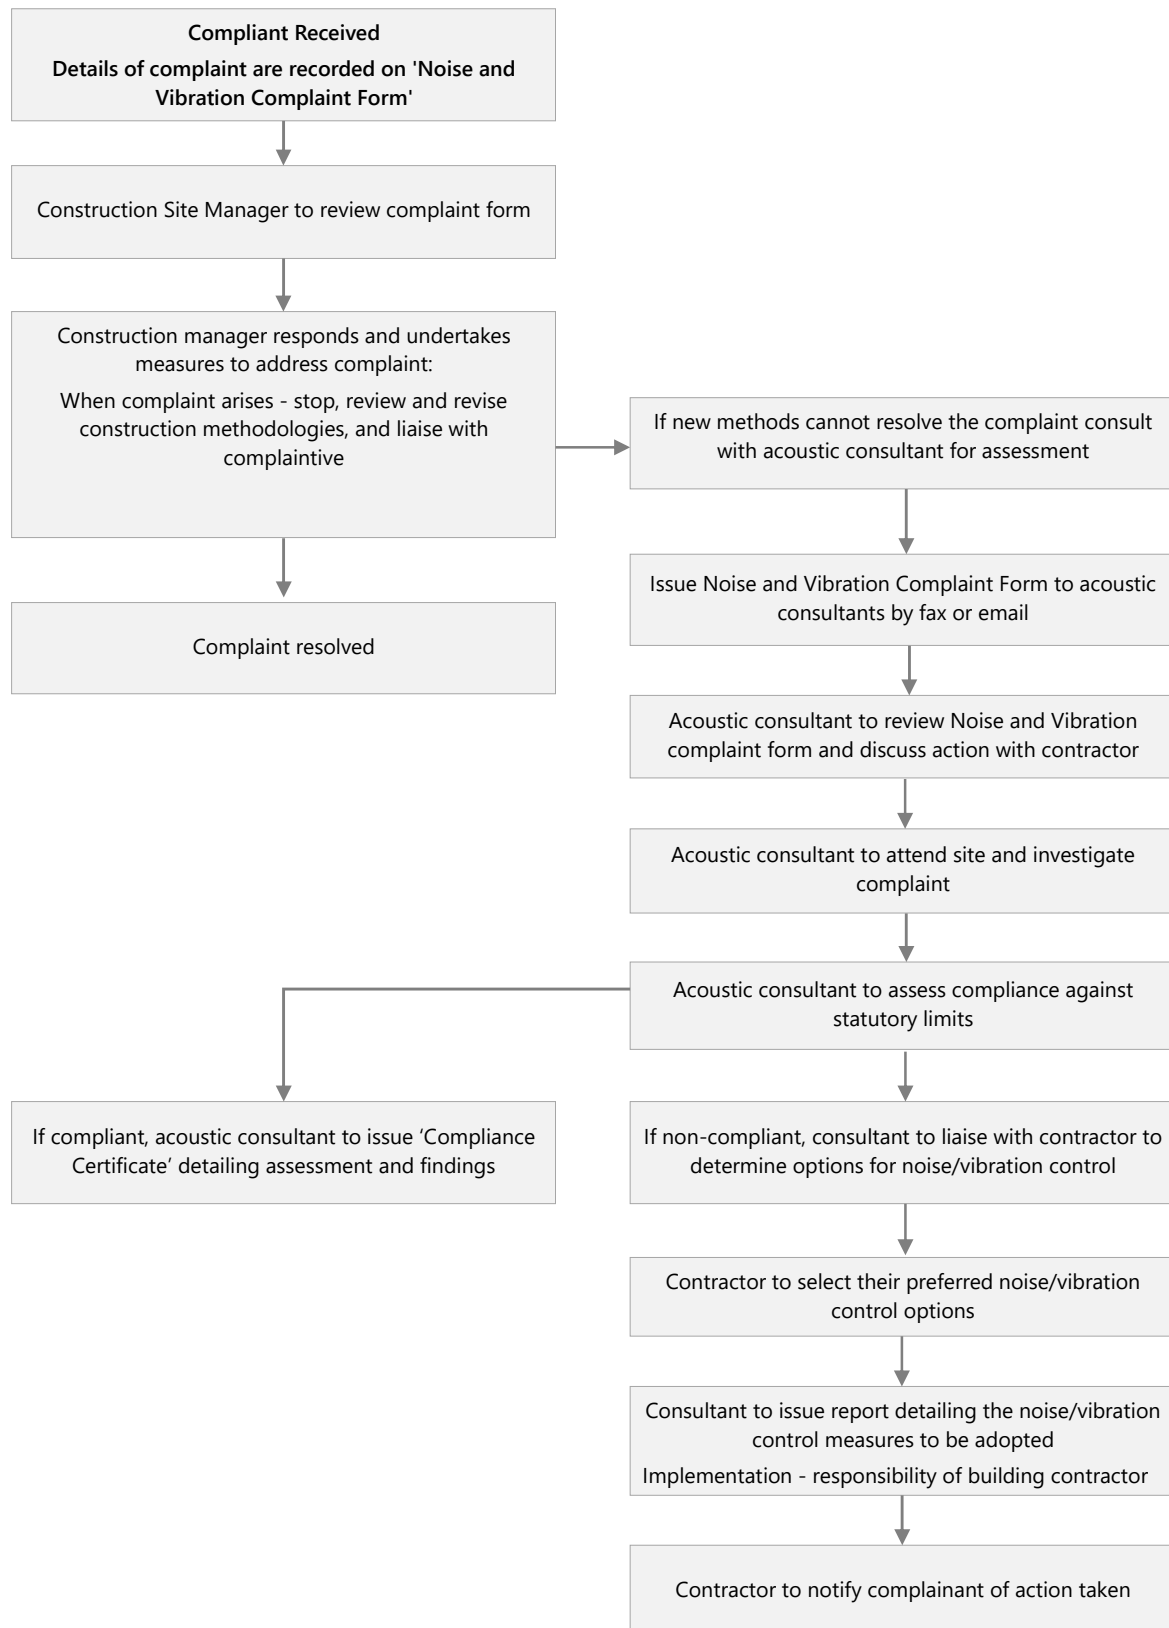 Compliant Received
Details of complaint are recorded on 'Noise and
Vibration Complaint Form'
Construction Site Manager to review complaint form
Construction manager responds and undertakes
measures to address complaint:
When complaint arises - stop, review and revise
construction methodologies, and liaise with
complaintive
Complaint resolved
If new methods cannot resolve the complaint consult
with acoustic consultant for assessment
Issue Noise and Vibration Complaint Form to acoustic
consultants by fax or email
Acoustic consultant to review Noise and Vibration
complaint form and discuss action with contractor
Acoustic consultant to attend site and investigate
complaint
Acoustic consultant to assess compliance against
statutory limits
If compliant, acoustic consultant to issue ‘Compliance
Certificate’ detailing assessment and findings
If non-compliant, consultant to liaise with contractor to
determine options for noise/vibration control
Contractor to select their preferred noise/vibration
control options
Consultant to issue report detailing the noise/vibration
control measures to be adopted
Implementation - responsibility of building contractor
Contractor to notify complainant of action taken